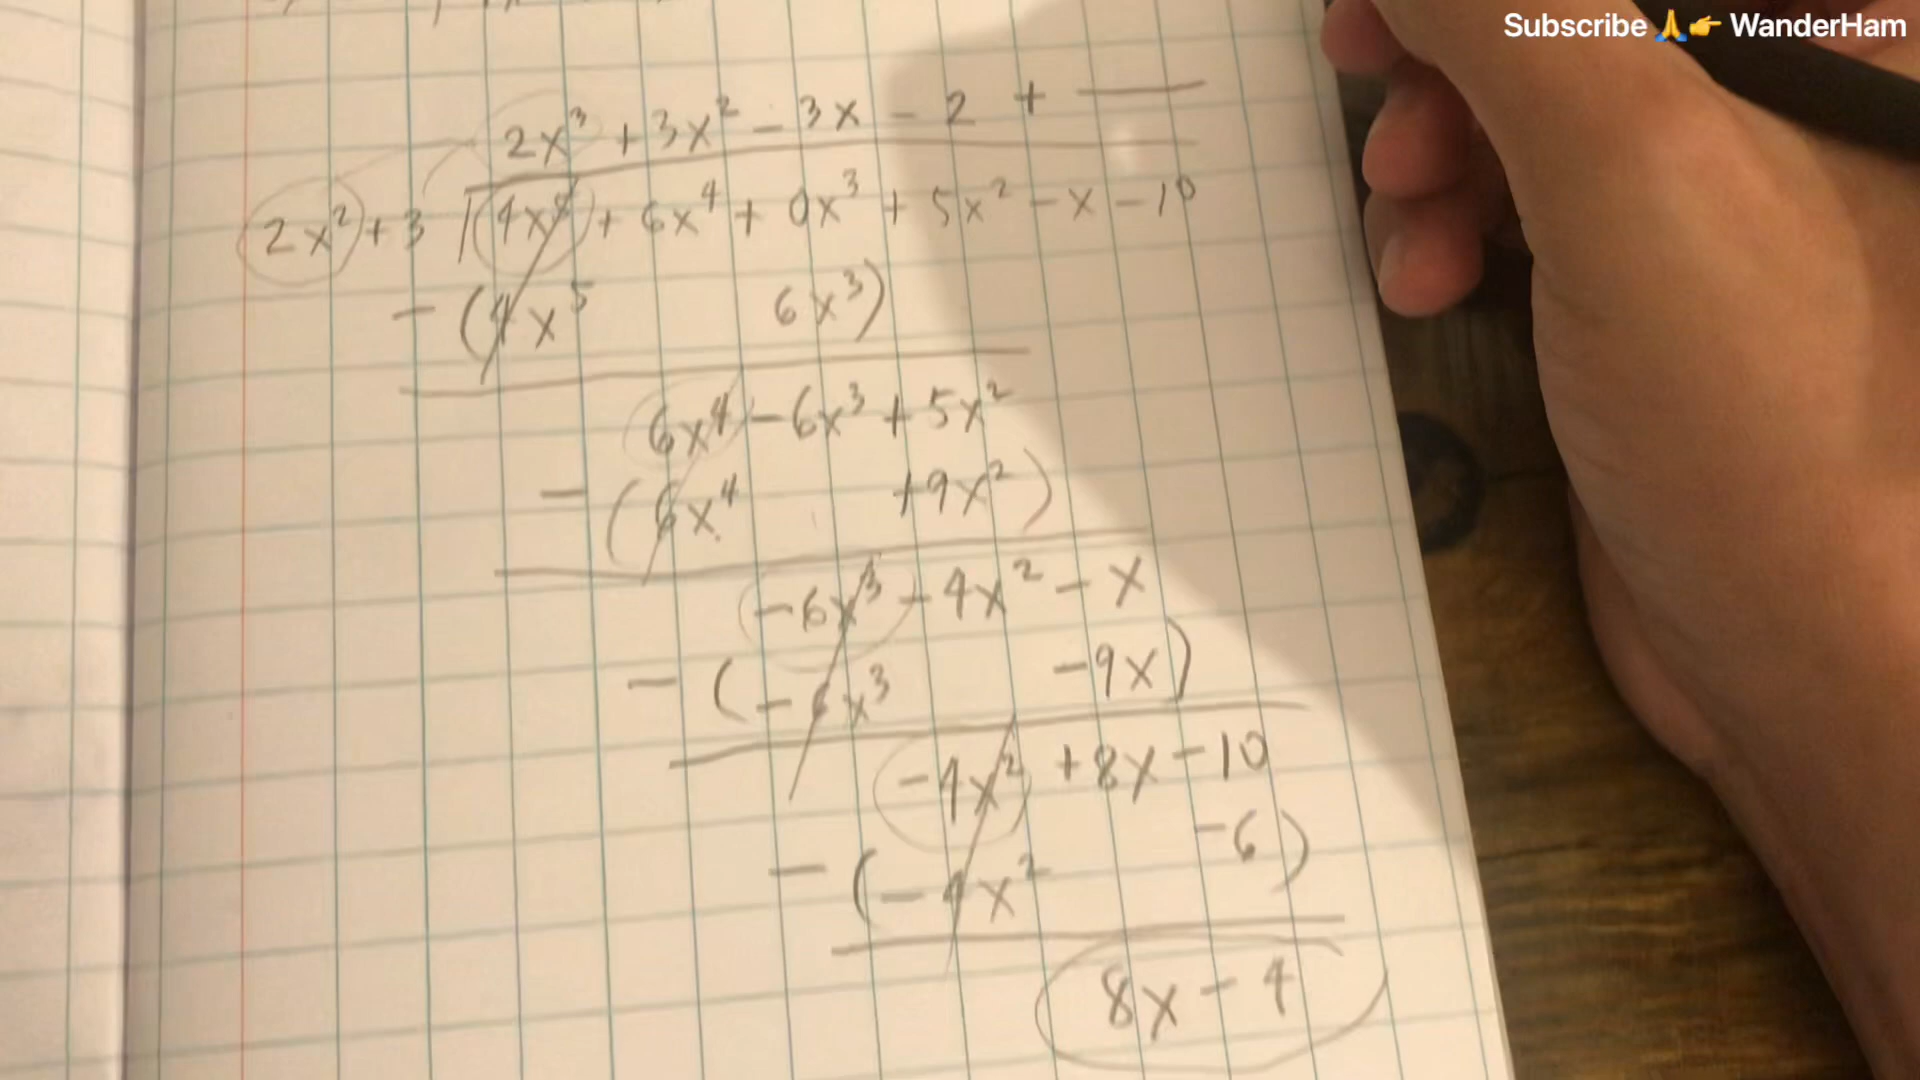 Subscribe 🙏👉 WanderHam
2x³ + 3x² - 3x - 2 + ——
2x² + 3 | 4x⁵ + 6x⁴ + 0x³ + 5x² - x - 10
- (4x⁵ 6x³)
6x⁴ - 6x³ + 5x²
- (6x⁴ + 9x²)
- 6x³ - 4x² - x
- (- 6x³ - 9x)
- 4x² + 8x - 10
- (- 4x² - 6)
8x - 4